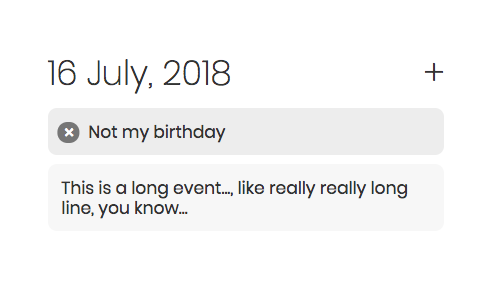 16 July, 2018
Not my birthday
This is a long event..., like really really long
line, you know...